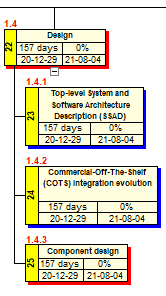 1.4
22
Design
157 days 0%
20-12-29 21-08-04
1.4.1
23
Top-level System and
Software Architecture
Description (SSAD)
157 days 0%
20-12-29 21-08-04
1.4.2
24
Commercial-Off-The-Shelf
(COTS) integration evolution
157 days 0%
20-12-29 21-08-04
1.4.3
25
Component design
157 days 0%
20-12-29 21-08-04